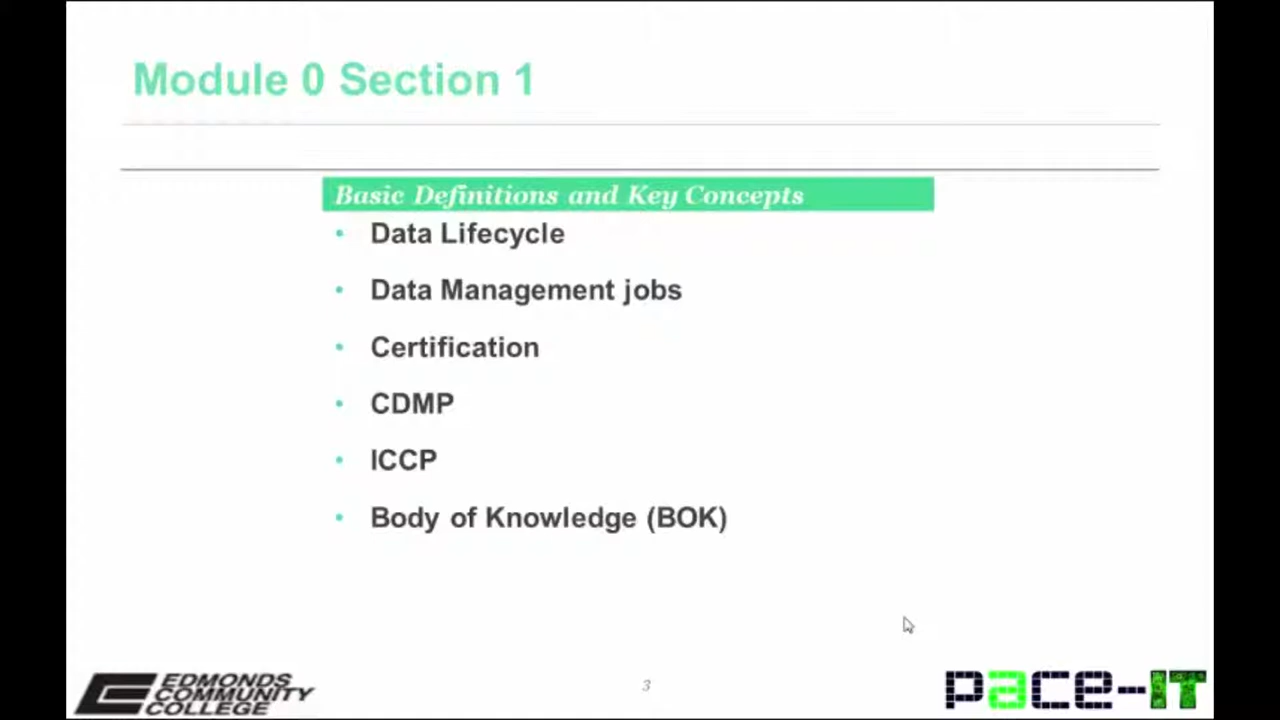 Module 0 Section 1
Basic Definitions and Key Concepts
• Data Lifecycle
• Data Management jobs
• Certification
• CDMP
• ICCP
• Body of Knowledge (BOK)
EDMONDS
COMMUNITY
COLLEGE
3
pace-IT